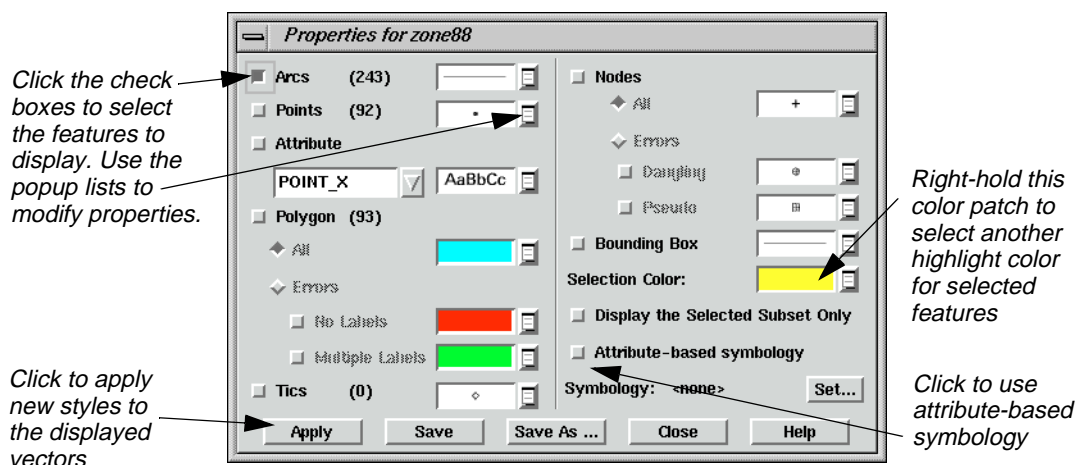 Properties for zone88
Click the check
boxes to select
the features to
display. Use the
popup lists to
modify properties.
Arcs (243)
Points (92)
Attribute
POINT_X AaBbCc
Polygon (93)
All
Errors
No Labels
Multiple Labels
Tics (0)
Nodes
All
Errors
Dangling
Pseudo
Bounding Box
Selection Color:
Display the Selected Subset Only
Attribute-based symbology
Symbology: <none> Set...
Apply Save Save As ... Close Help
Right-hold this
color patch to
select another
highlight color
for selected
features
Click to apply
new styles to
the displayed
vectors
Click to use
attribute-based
symbology